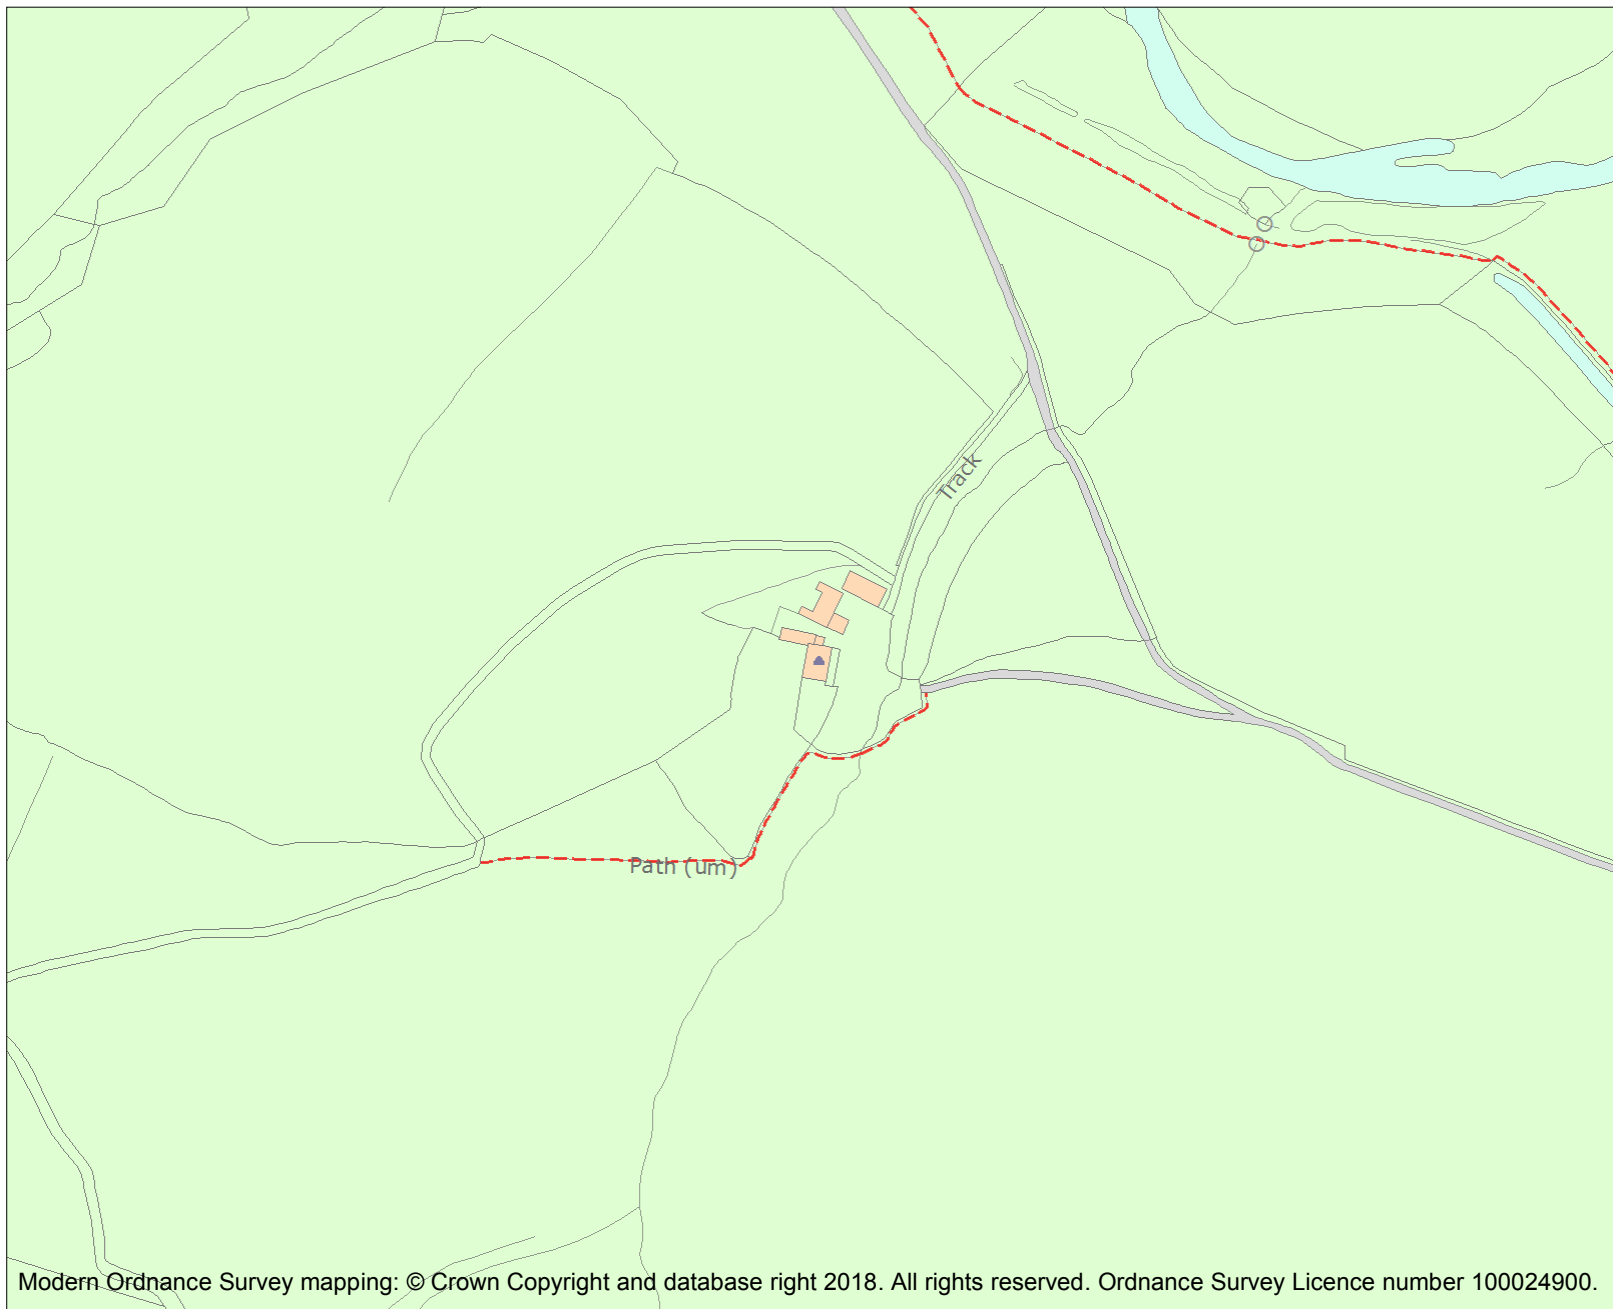 Track
Path (um)
Modern Ordnance Survey mapping: © Crown Copyright and database right 2018. All rights reserved. Ordnance Survey Licence number 100024900.